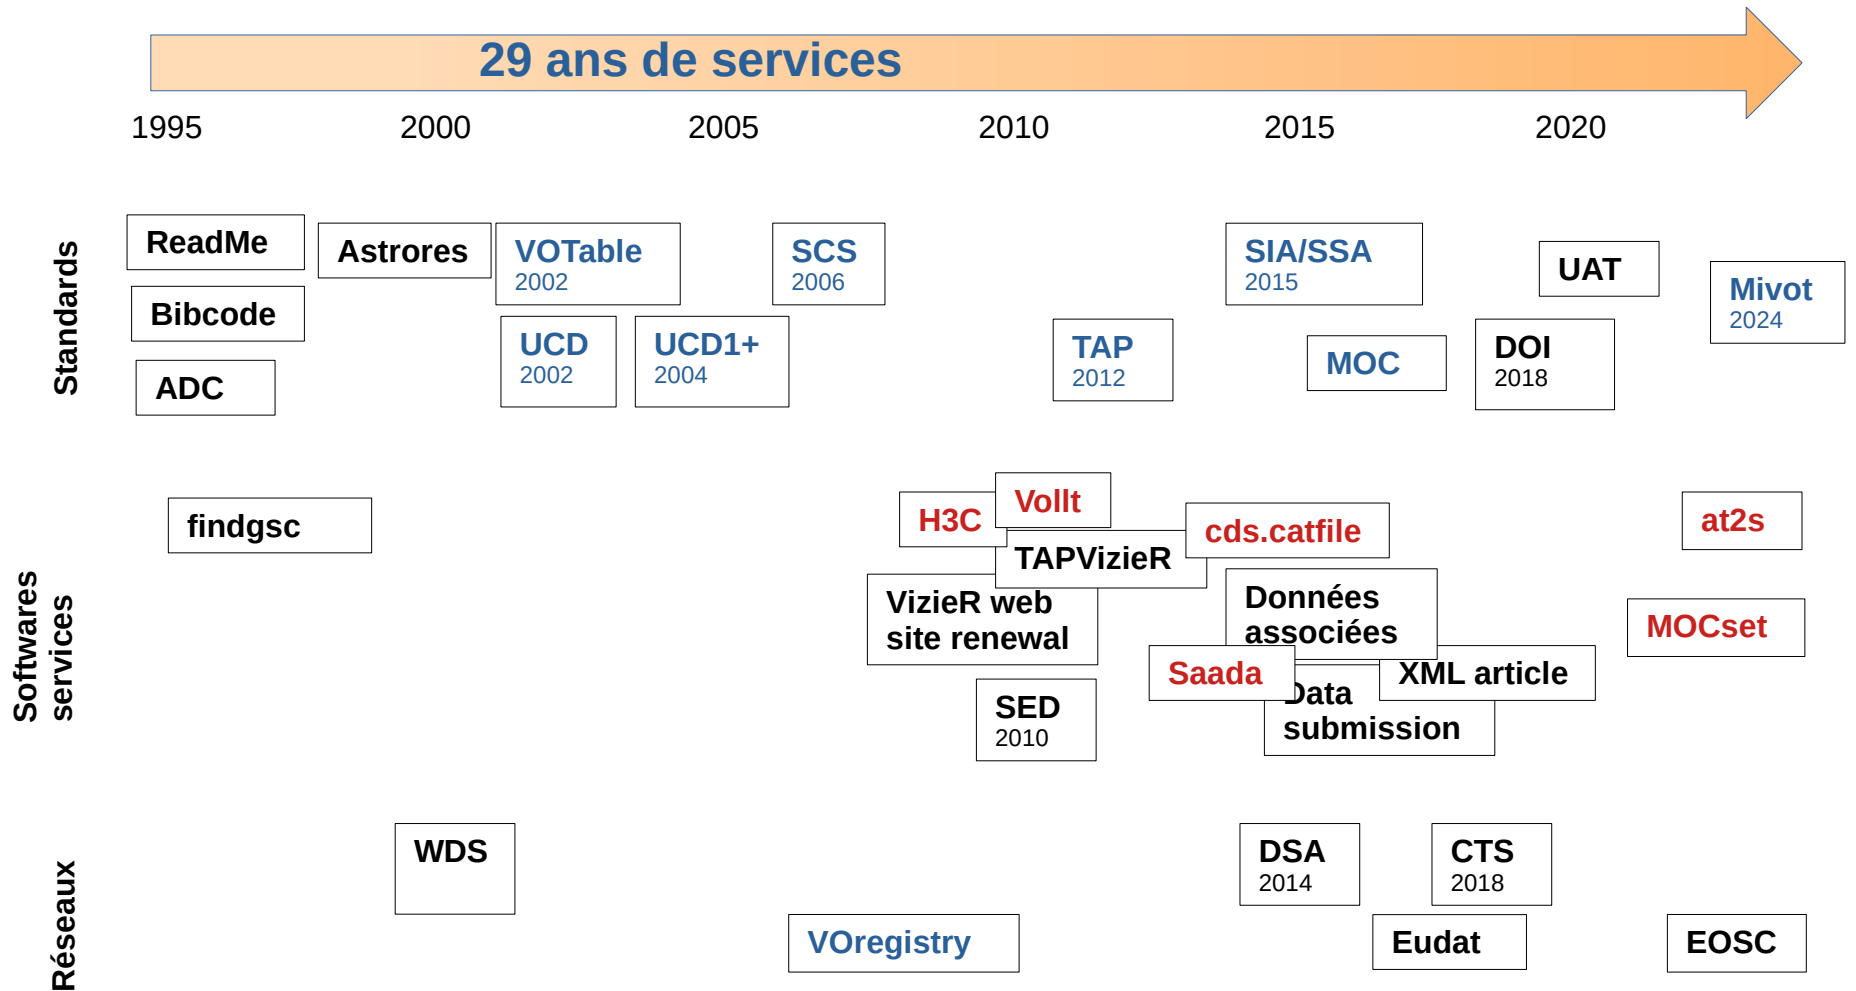 29 ans de services
1995 2000 2005 2010 2015 2020
Standards
ReadMe
Bibcode
ADC
Astrores
VOTable
2002
UCD
2002
UCD1+
2004
SCS
2006
TAP
2012
SIA/SSA
2015
MOC
DOI
2018
UAT
Mivot
2024
Softwares
services
findgsc
H3C
Vollt
TAPVizieR
VizieR web
site renewal
SED
2010
cds.catfile
Données
associées
Saada
Data
submission
XML article
at2s
MOCset
Réseaux
WDS
VOregistry
DSA
2014
CTS
2018
Eudat
EOSC